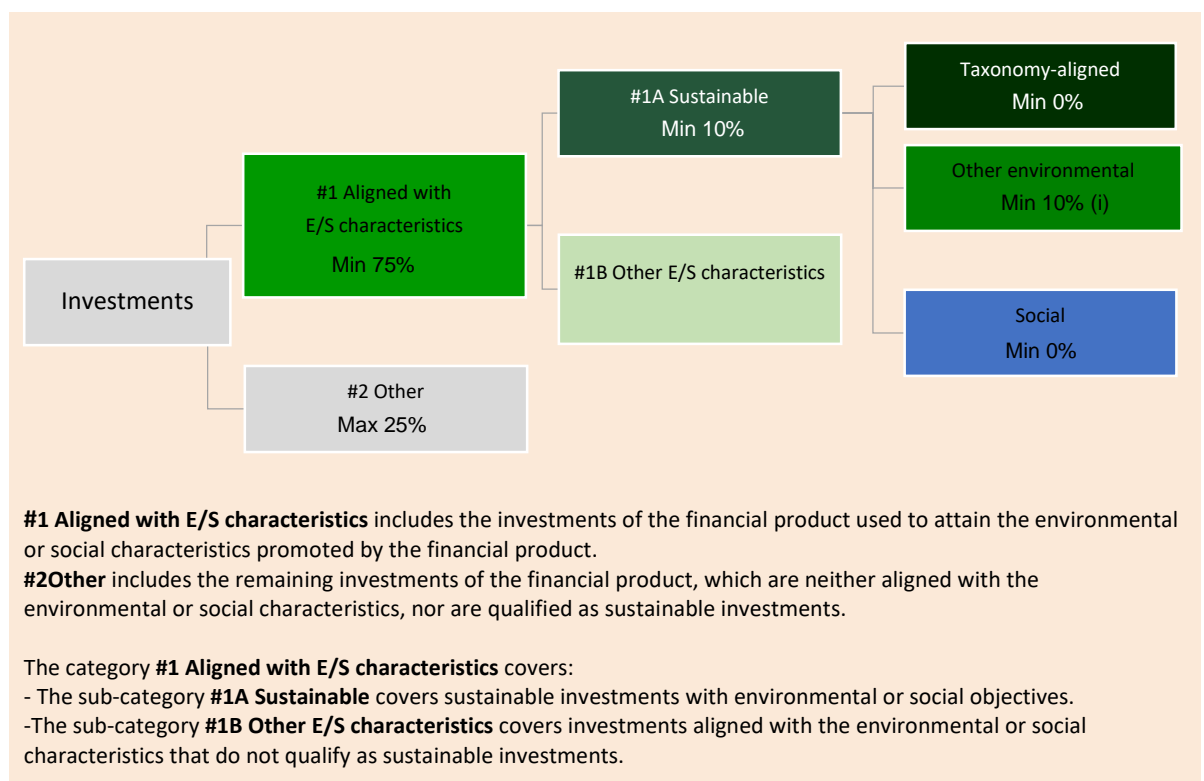 Investments
#1 Aligned with
E/S characteristics
Min 75%
#2 Other
Max 25%
#1A Sustainable
Min 10%
#1B Other E/S characteristics
Taxonomy-aligned
Min 0%
Other environmental
Min 10% (i)
Social
Min 0%
#1 Aligned with E/S characteristics includes the investments of the financial product used to attain the environmental
or social characteristics promoted by the financial product.
#2Other includes the remaining investments of the financial product, which are neither aligned with the
environmental or social characteristics, nor are qualified as sustainable investments.
The category #1 Aligned with E/S characteristics covers:
- The sub-category #1A Sustainable covers sustainable investments with environmental or social objectives.
-The sub-category #1B Other E/S characteristics covers investments aligned with the environmental or social
characteristics that do not qualify as sustainable investments.